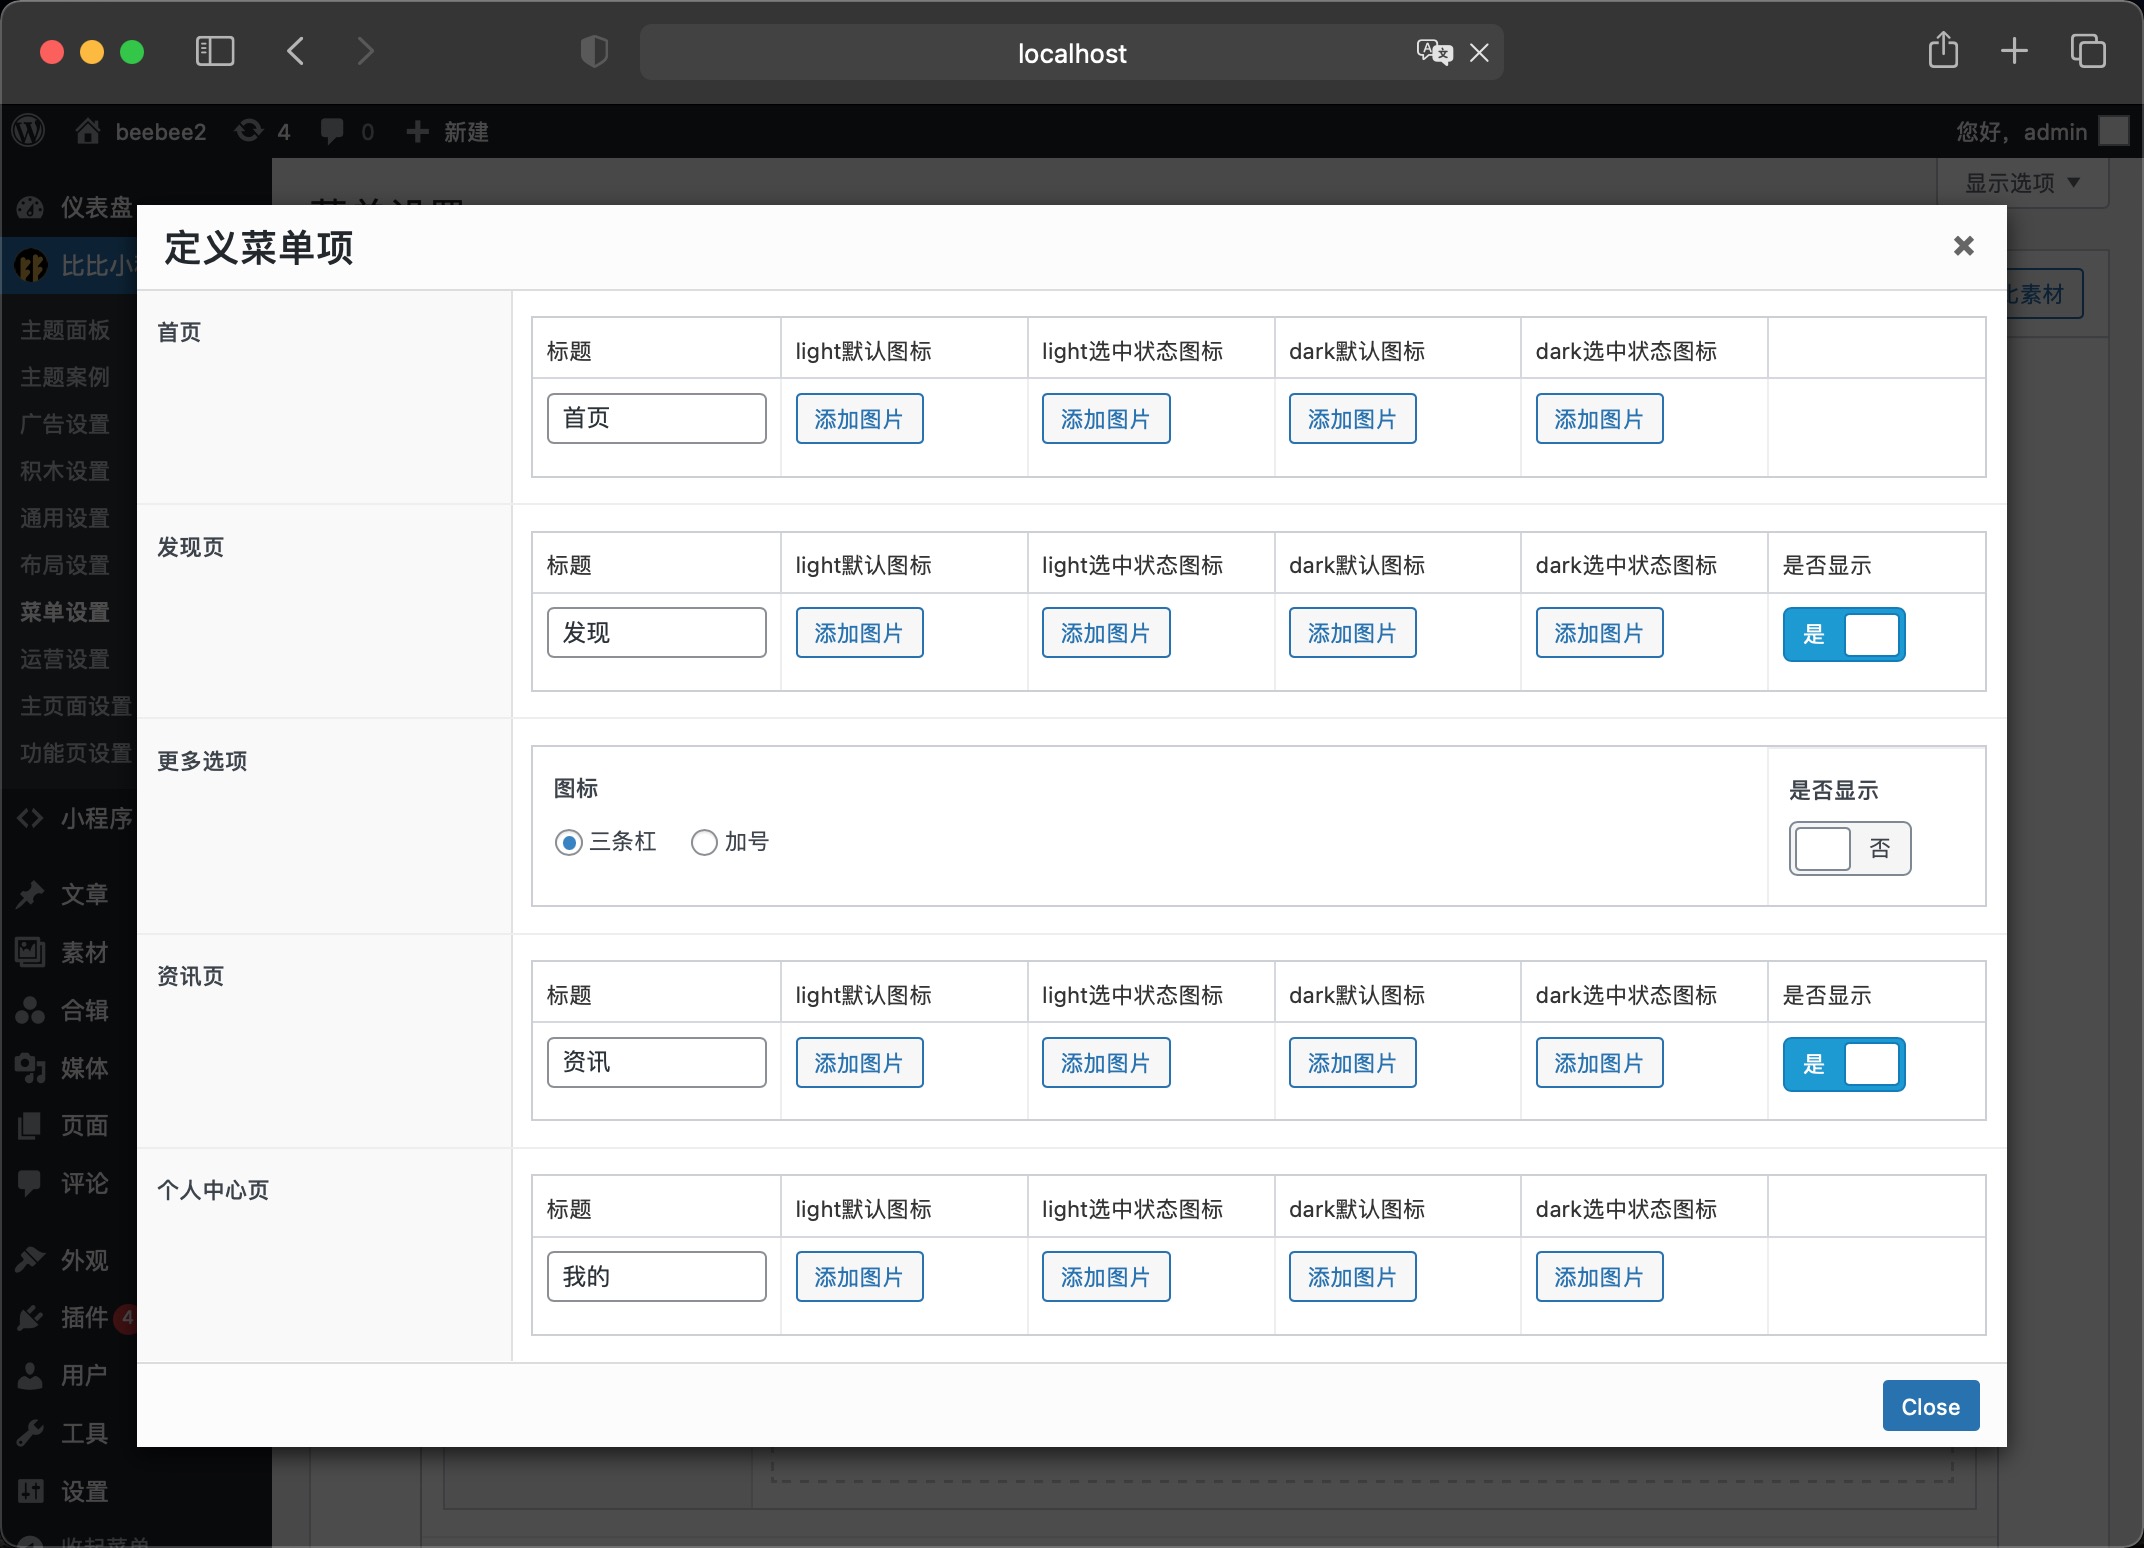 localhost
beebee2
4
0
新建
您好，admin
显示选项
仪表盘
比比小
主题面板
主题案例
广告设置
积木设置
通用设置
布局设置
菜单设置
运营设置
主页面设置
功能页设置
小程序
文章
素材
合辑
媒体
页面
评论
外观
插件 4
用户
工具
设置
收起菜单
比素材
定义菜单项
首页
标题 light默认图标 light选中状态图标 dark默认图标 dark选中状态图标
首页 添加图片 添加图片 添加图片 添加图片
发现页
标题 light默认图标 light选中状态图标 dark默认图标 dark选中状态图标 是否显示
发现 添加图片 添加图片 添加图片 添加图片 是
更多选项
图标 是否显示
三条杠 加号 否
资讯页
标题 light默认图标 light选中状态图标 dark默认图标 dark选中状态图标 是否显示
资讯 添加图片 添加图片 添加图片 添加图片 是
个人中心页
标题 light默认图标 light选中状态图标 dark默认图标 dark选中状态图标
我的 添加图片 添加图片 添加图片 添加图片
Close